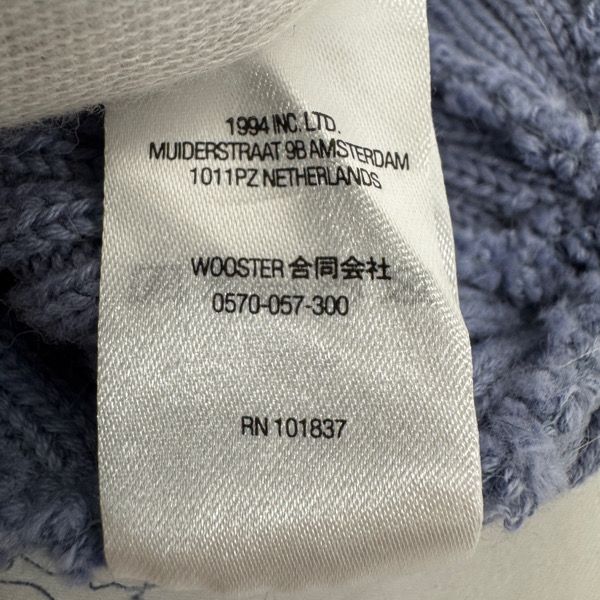 1994 INC. LTD.
MUIDERSTRAAT 9B AMSTERDAM
1011PZ NETHERLANDS
WOOSTER 合同会社
0570-057-300
RN 101837